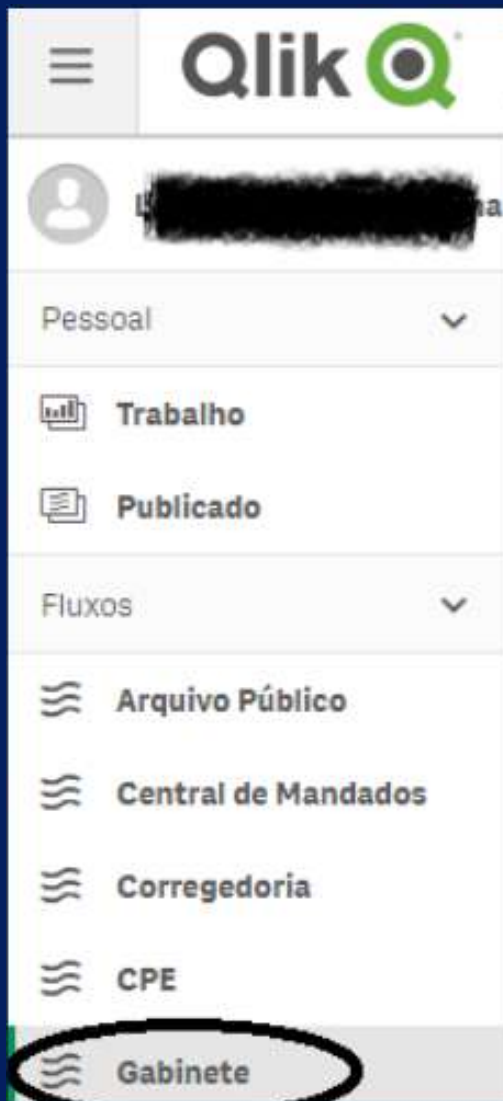 Qlik
Pessoal
Trabalho
Publicado
Fluxos
Arquivo Público
Central de Mandados
Corregedoria
CPE
Gabinete